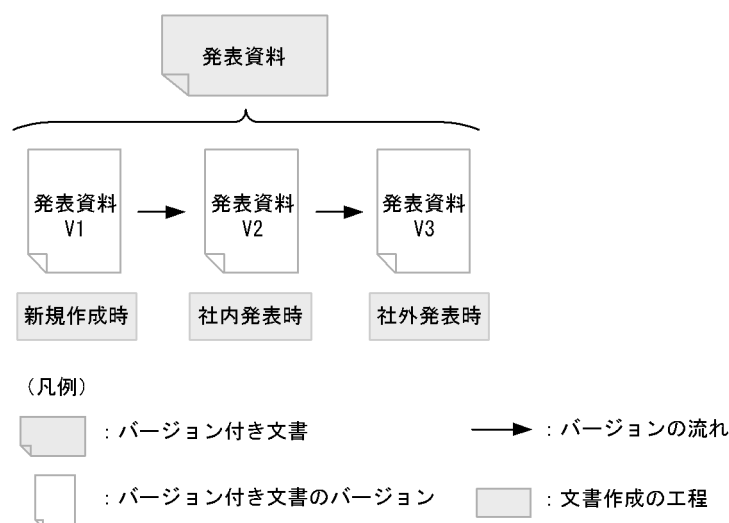 発表資料
発表資料
V1
発表資料
V2
発表資料
V3
新規作成時
社内発表時
社外発表時
（凡例）
：バージョン付き文書
：バージョンの流れ
：バージョン付き文書のバージョン
：文書作成の工程